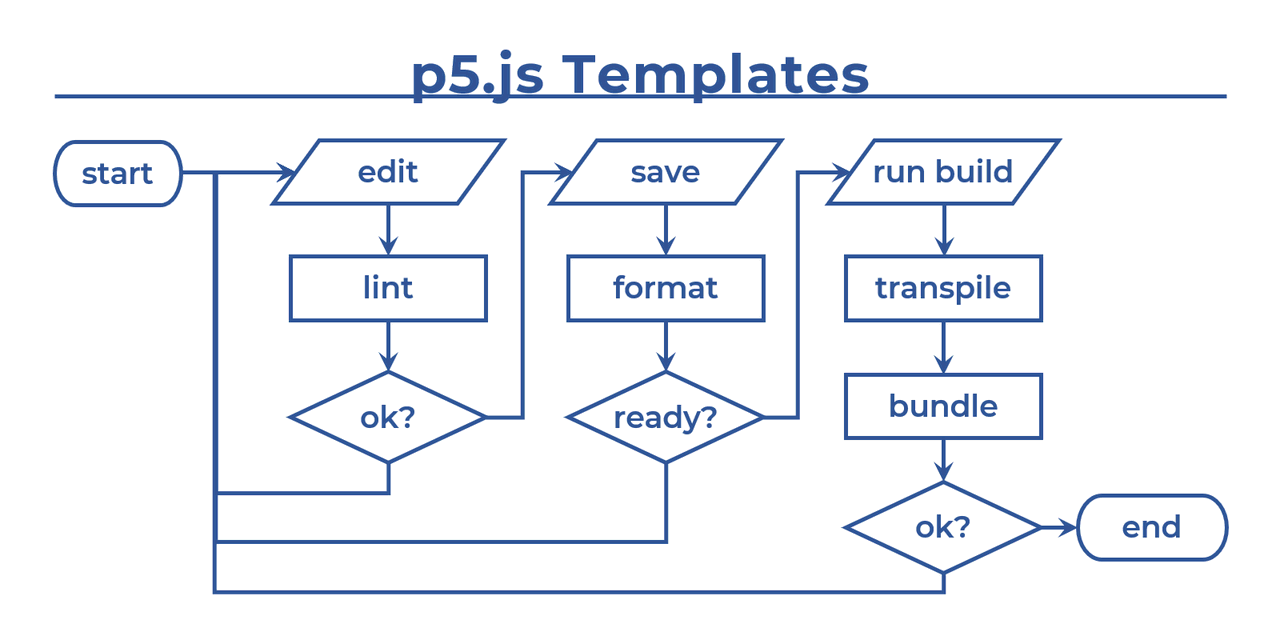 p5.js Templates
start
edit
lint
ok?
save
format
ready?
run build
transpile
bundle
ok?
end